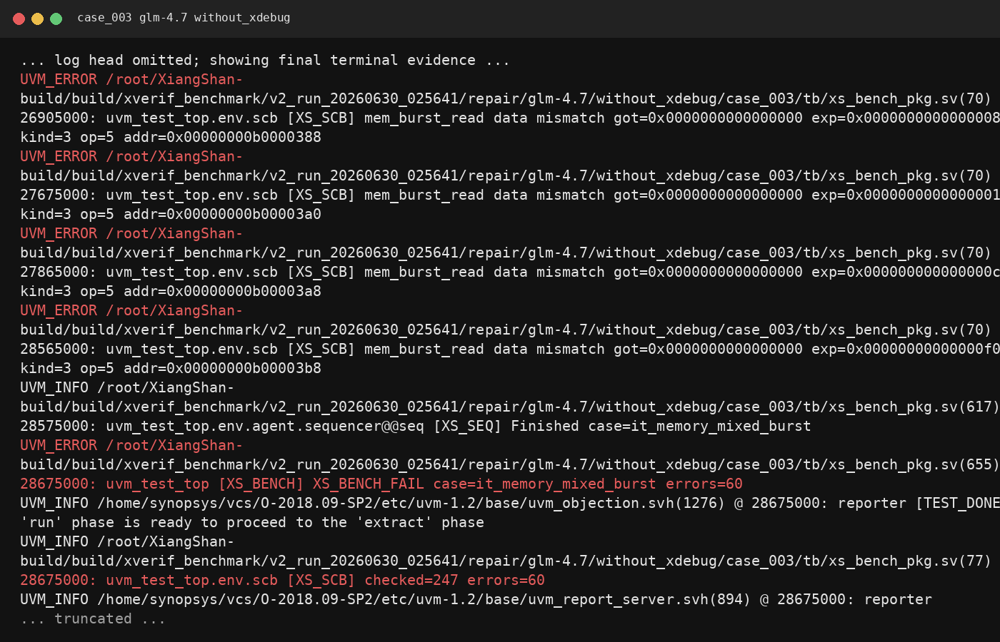 case_003 glm-4.7 without_xdebug
... log head omitted; showing final terminal evidence ...
UVM_ERROR /root/XiangShan-
build/build/xverif_benchmark/v2_run_20260630_025641/repair/glm-4.7/without_xdebug/case_003/tb/xs_bench_pkg.sv(70)
26905000: uvm_test_top.env.scb [XS_SCB] mem_burst_read data mismatch got=0x0000000000000000 exp=0x0000000000000008
kind=3 op=5 addr=0x00000000b0000388
UVM_ERROR /root/XiangShan-
build/build/xverif_benchmark/v2_run_20260630_025641/repair/glm-4.7/without_xdebug/case_003/tb/xs_bench_pkg.sv(70)
27675000: uvm_test_top.env.scb [XS_SCB] mem_burst_read data mismatch got=0x0000000000000000 exp=0x0000000000000001
kind=3 op=5 addr=0x00000000b00003a0
UVM_ERROR /root/XiangShan-
build/build/xverif_benchmark/v2_run_20260630_025641/repair/glm-4.7/without_xdebug/case_003/tb/xs_bench_pkg.sv(70)
27865000: uvm_test_top.env.scb [XS_SCB] mem_burst_read data mismatch got=0x0000000000000000 exp=0x000000000000000c
kind=3 op=5 addr=0x00000000b00003a8
UVM_ERROR /root/XiangShan-
build/build/xverif_benchmark/v2_run_20260630_025641/repair/glm-4.7/without_xdebug/case_003/tb/xs_bench_pkg.sv(70)
28565000: uvm_test_top.env.scb [XS_SCB] mem_burst_read data mismatch got=0x0000000000000000 exp=0x00000000000000f0
kind=3 op=5 addr=0x00000000b00003b8
UVM_INFO /root/XiangShan-
build/build/xverif_benchmark/v2_run_20260630_025641/repair/glm-4.7/without_xdebug/case_003/tb/xs_bench_pkg.sv(617)
28575000: uvm_test_top.env.agent.sequencer@@seq [XS_SEQ] Finished case=it_memory_mixed_burst
UVM_ERROR /root/XiangShan-
build/build/xverif_benchmark/v2_run_20260630_025641/repair/glm-4.7/without_xdebug/case_003/tb/xs_bench_pkg.sv(655)
28675000: uvm_test_top [XS_BENCH] XS_BENCH_FAIL case=it_memory_mixed_burst errors=60
UVM_INFO /home/synopsys/vcs/O-2018.09-SP2/etc/uvm-1.2/base/uvm_objection.svh(1276) @ 28675000: reporter [TEST_DONE
'run' phase is ready to proceed to the 'extract' phase
UVM_INFO /root/XiangShan-
build/build/xverif_benchmark/v2_run_20260630_025641/repair/glm-4.7/without_xdebug/case_003/tb/xs_bench_pkg.sv(77)
28675000: uvm_test_top.env.scb [XS_SCB] checked=247 errors=60
UVM_INFO /home/synopsys/vcs/O-2018.09-SP2/etc/uvm-1.2/base/uvm_report_server.svh(894) @ 28675000: reporter
... truncated ...